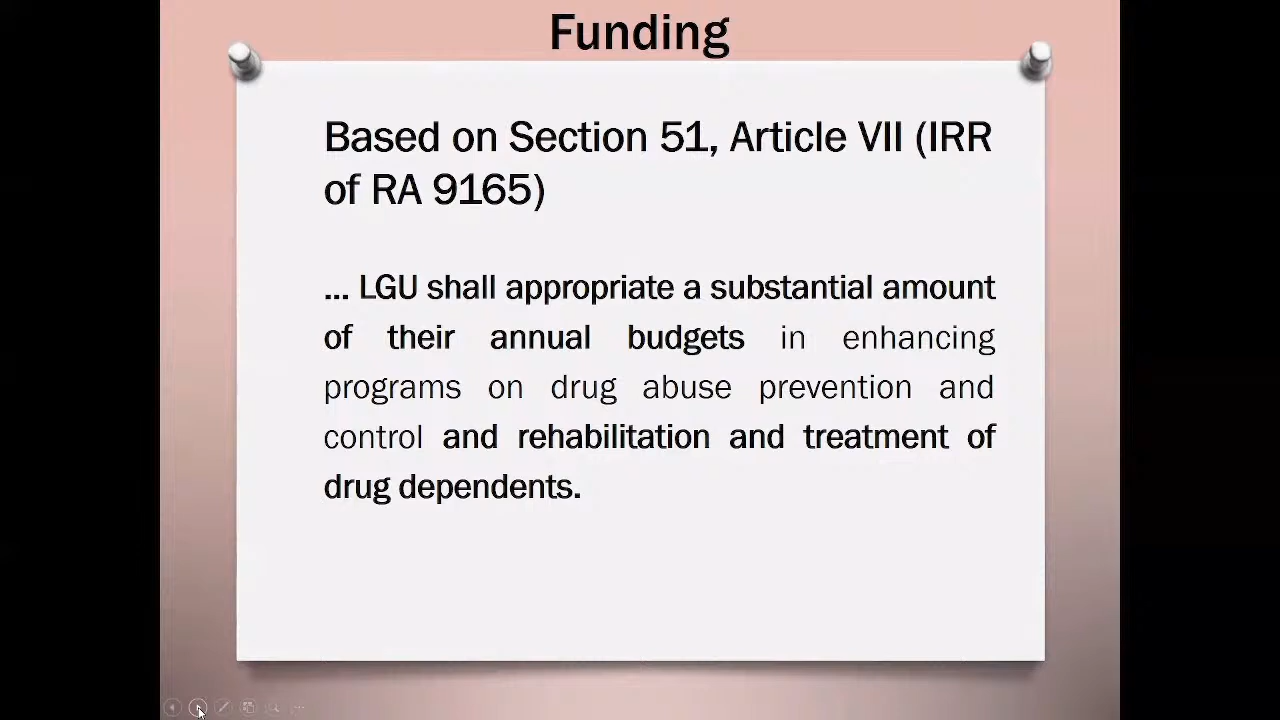 Funding
Based on Section 51, Article VII (IRR
of RA 9165)
... LGU shall appropriate a substantial amount
of their annual budgets in enhancing
programs on drug abuse prevention and
control and rehabilitation and treatment of
drug dependents.